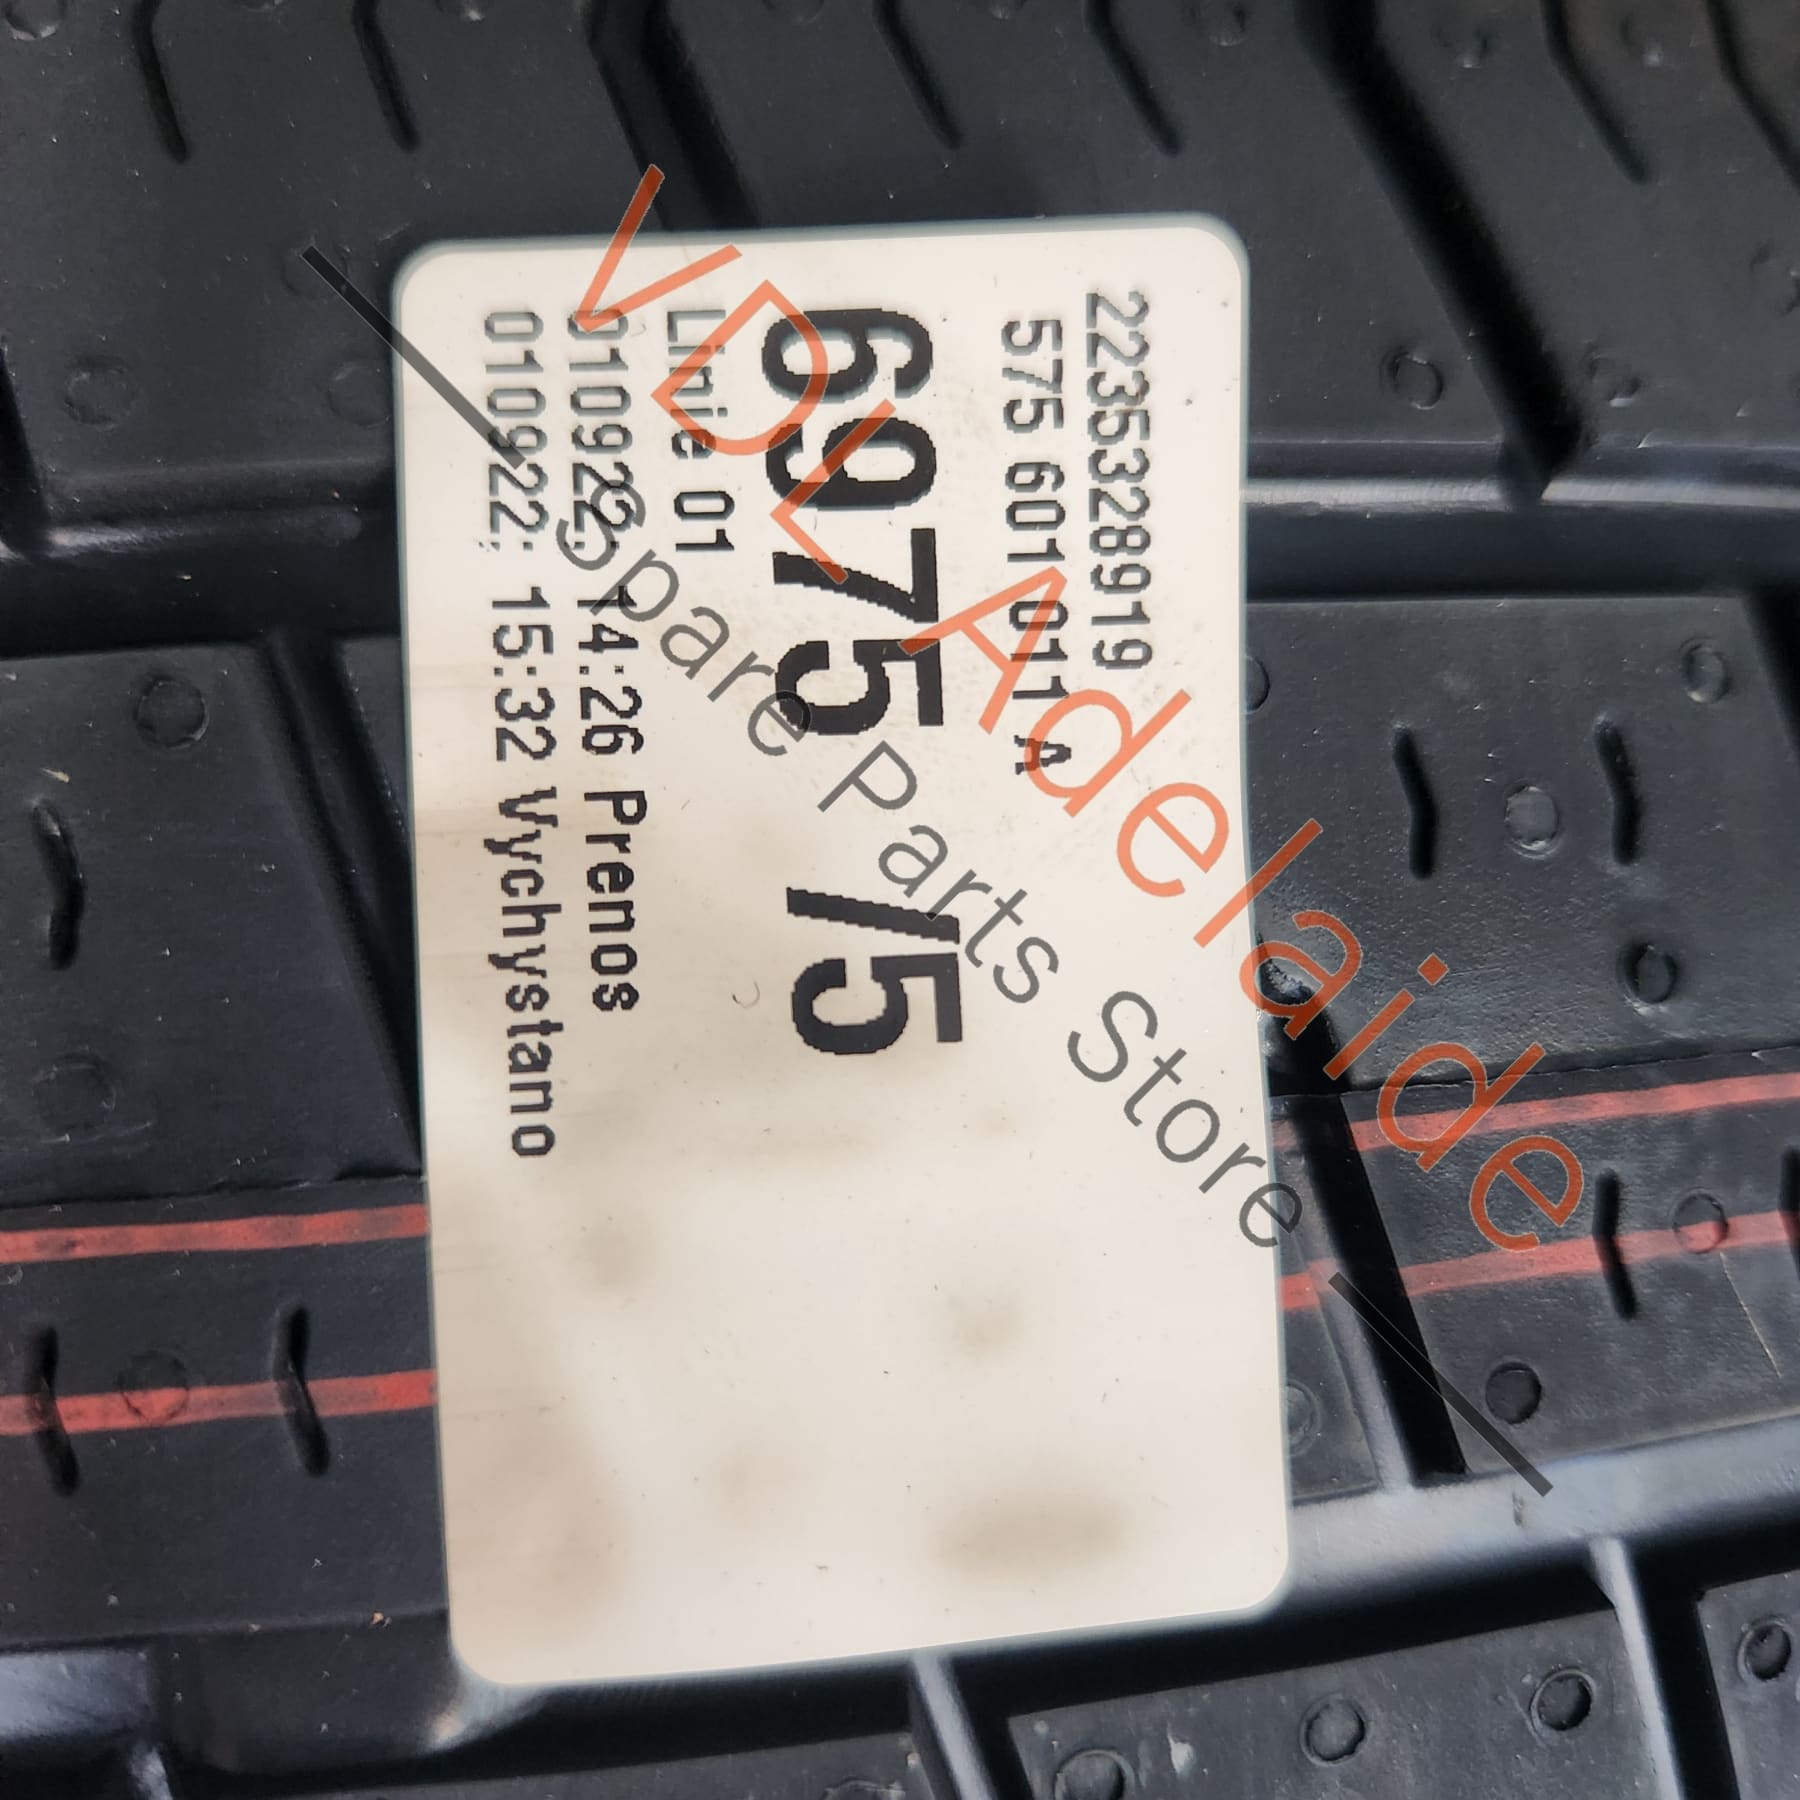 2235328919
575 601 011 A
6975 /5
Linie 01
010922; 14:26 Prenos
010922; 15:32 Vychystano
VDL Adelaide
Spare Parts Store